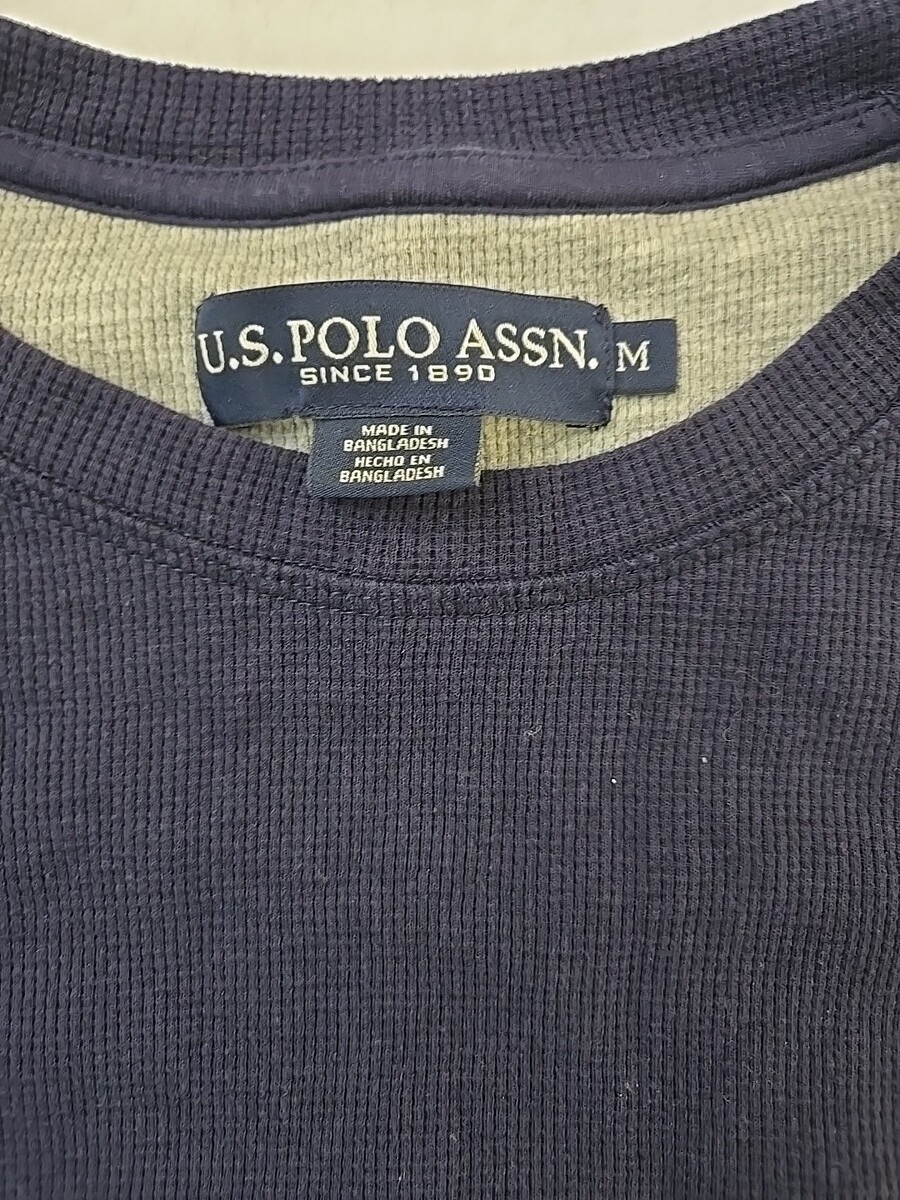 U.S. POLO ASSN.
SINCE 1890
M
MADE IN
BANGLADESH
HECHO EN
BANGLADESH